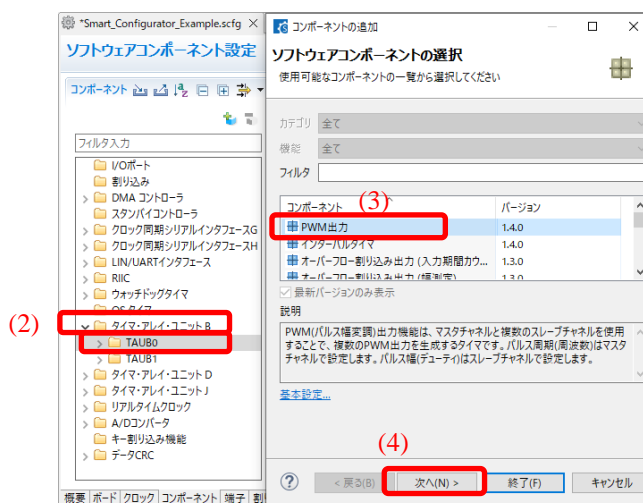 *Smart_Configurator_Example.scfg
ソフトウェアコンポーネント設定
コンポーネント
フィルタ入力
I/Oポート
割り込み
DMA コントローラ
スタンバイコントローラ
クロック同期シリアルインタフェースG
クロック同期シリアルインタフェースH
LIN/UARTインタフェース
RIIC
ウォッチドッグタイマ
OS タイマ
(2)
タイマ・アレイ・ユニット B
TAUB0
TAUB1
タイマ・アレイ・ユニット D
タイマ・アレイ・ユニット J
リアルタイムクロック
A/Dコンバータ
キー割り込み機能
データCRC
概要 ボード クロック コンポーネント 端子 割
コンポーネントの追加
ソフトウェアコンポーネントの選択
使用可能なコンポーネントの一覧から選択してください
カテゴリ 全て
機能 全て
フィルタ
コンポーネント バージョン
(3)
PWM出力 1.4.0
インターバルタイマ 1.4.0
オーバーフロー割り込み出力 (入力期間カウ... 1.3.0
オーバーフロー割り込み出力 (幅測定) 1.3.0
最新バージョンのみ表示
説明
PWM(パルス幅変調)出力機能は、マスタチャネルと複数のスレーブチャネルを使用
することで、複数のPWM出力を生成するタイマです。パルス周期(周波数)はマスタ
チャネルで設定します。パルス幅(デューティ)はスレーブチャネルで設定します。
基本設定...
(4)
< 戻る(B) 次へ(N) > 終了(F) キャンセル